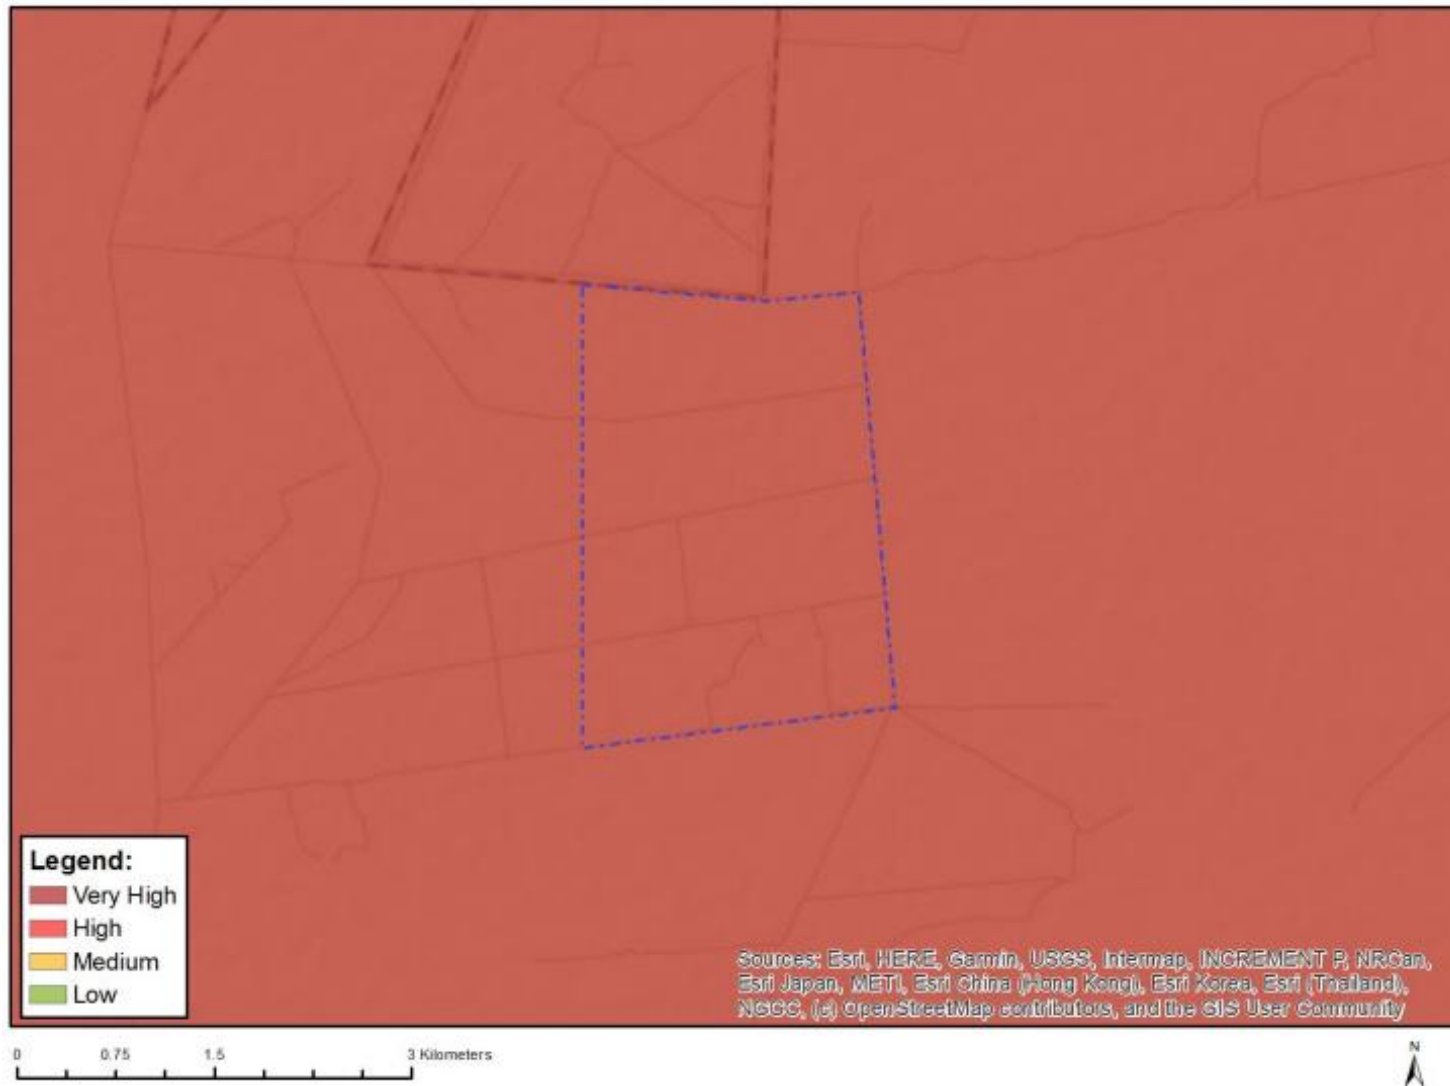 Legend:
Very High
High
Medium
Low
Sources: Esri, HERE, Garmin, USGS, Intermap, INCREMENT P, NRCan,
Esri Japan, METI, Esri China (Hong Kong), Esri Korea, Esri (Thailand),
NGCC, (c) OpenStreetMap contributors, and the GIS User Community
0 0.75 1.5 3 Kilometers
N